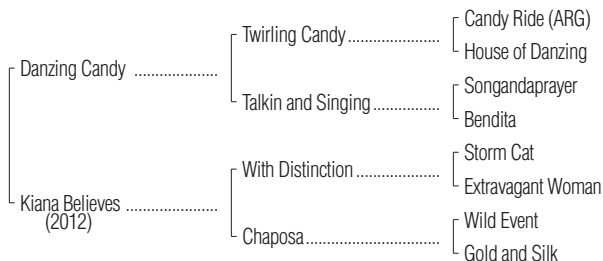 Candy Ride (ARG)
Twirling Candy
House of Danzing
Danzing Candy
Songandaprayer
Talkin and Singing
Bendita
Storm Cat
With Distinction
Extravagant Woman
Kiana Believes
(2012)
Wild Event
Chaposa
Gold and Silk